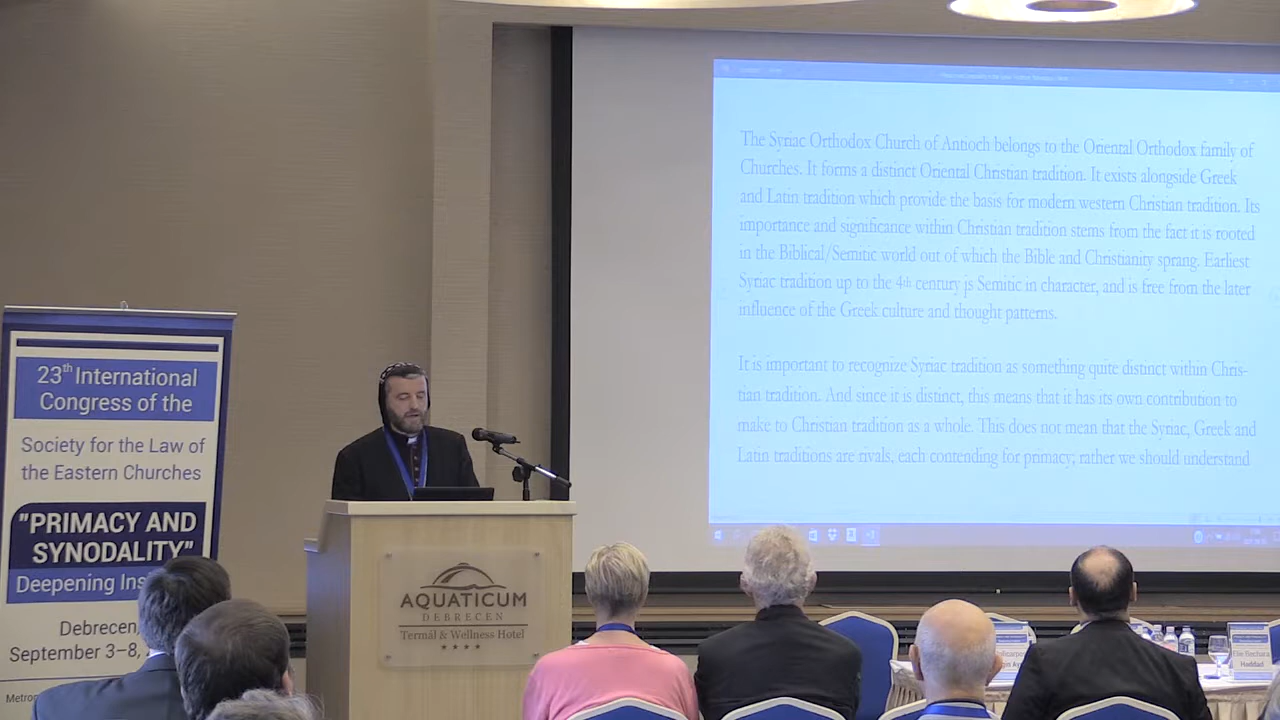 The Syriac Orthodox Church of Antioch belongs to the Oriental Orthodox family of
Churches. It forms a distinct Oriental Christian tradition. It exists alongside Greek
and Latin tradition which provide the basis for modern western Christian tradition. Its
importance and significance within Christian tradition stems from the fact it is rooted
in the Biblical/Semitic world out of which the Bible and Christianity sprang. Earliest
Syriac tradition up to the 4th century is Semitic in character, and is free from the later
influence of the Greek culture and thought patterns.
It is important to recognize Syriac tradition as something quite distinct within Chris-
tian tradition. And since it is distinct, this means that it has its own contribution to
make to Christian tradition as a whole. This does not mean that the Syriac, Greek and
Latin traditions are rivals, each contending for primacy; rather we should understand
23th International
Congress of the
Society for the Law of
the Eastern Churches
"PRIMACY AND
SYNODALITY"
Deepening Ins
Debrecen,
September 3–8,
Metrop
AQUATICUM
DEBRECEN
Termál & Wellness Hotel
Elie Bechara
Haddad